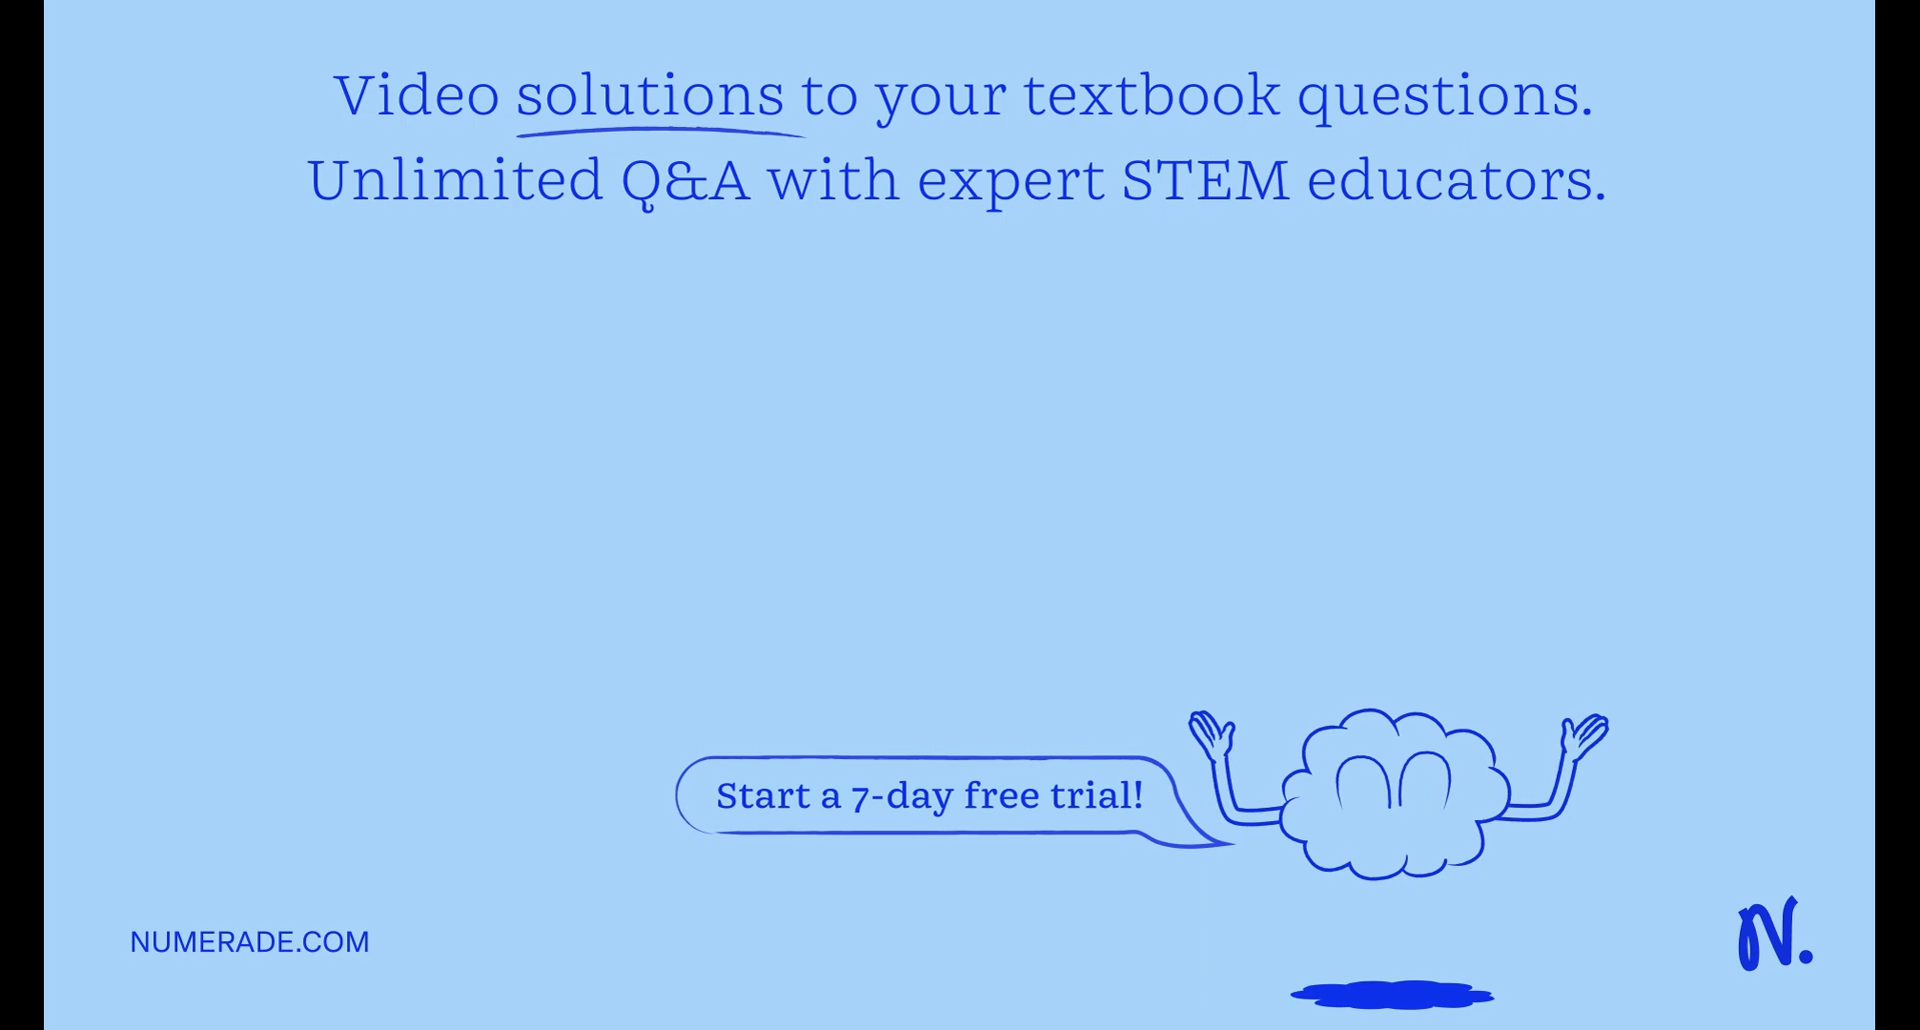 Video solutions to your textbook questions.
Unlimited Q&A with expert STEM educators.
Start a 7-day free trial!
NUMERADE.COM
N.